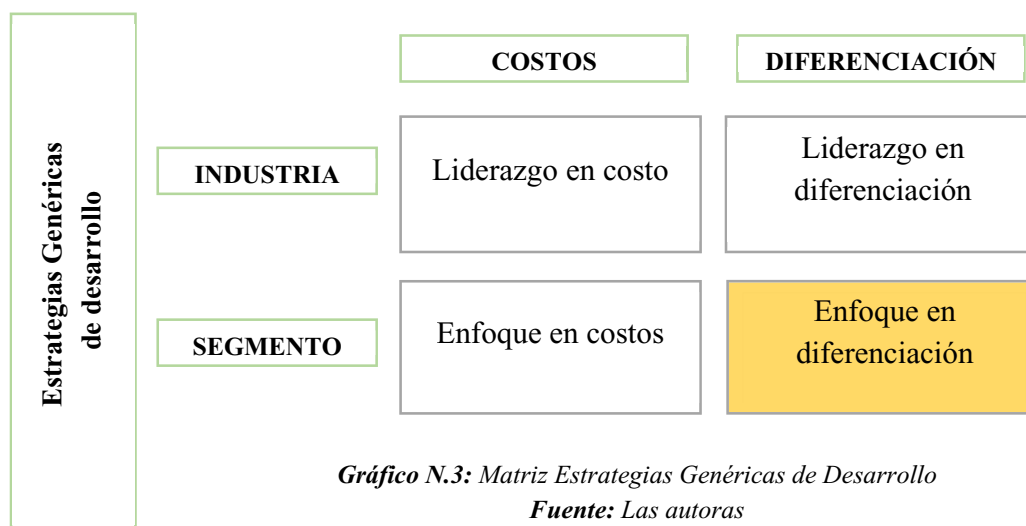 Estrategias Genéricas
de desarrollo
COSTOS
DIFERENCIACIÓN
INDUSTRIA
Liderazgo en costo
Liderazgo en
diferenciación
SEGMENTO
Enfoque en costos
Enfoque en
diferenciación
Gráfico N.3: Matriz Estrategias Genéricas de Desarrollo
Fuente: Las autoras